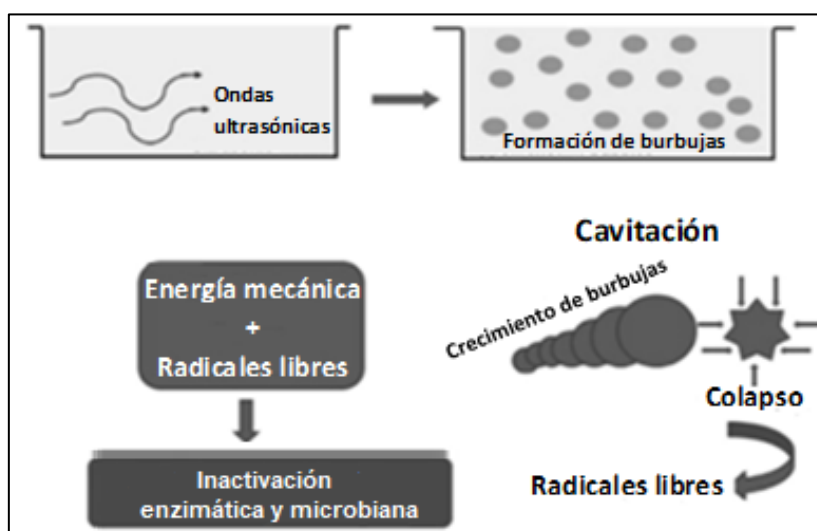 Ondas
ultrasónicas
Formación de burbujas
Cavitación
Energía mecánica
+
Radicales libres
Crecimiento de burbujas
Colapso
Radicales libres
Inactivación
enzimática y microbiana